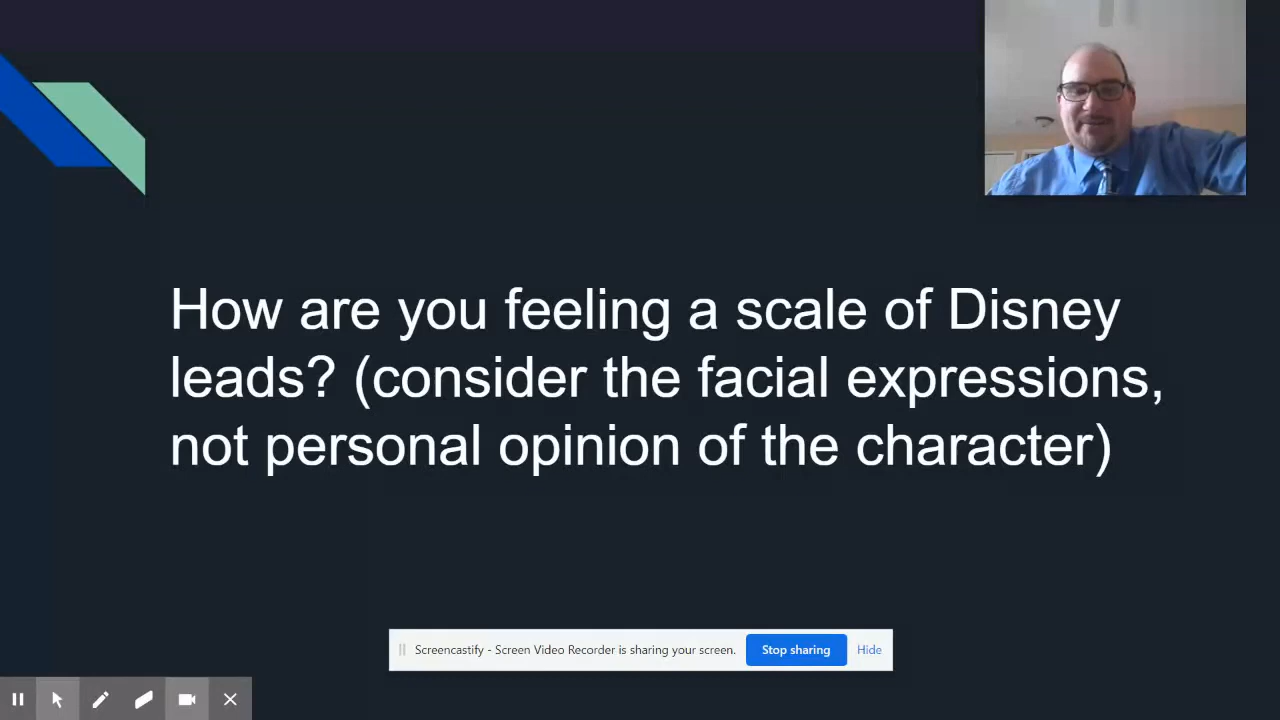 How are you feeling a scale of Disney
leads? (consider the facial expressions,
not personal opinion of the character)
Screencastify - Screen Video Recorder is sharing your screen.
Stop sharing
Hide